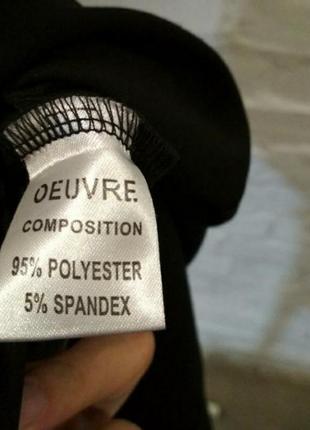 OEUVRE
COMPOSITION
95% POLYESTER
5% SPANDEX